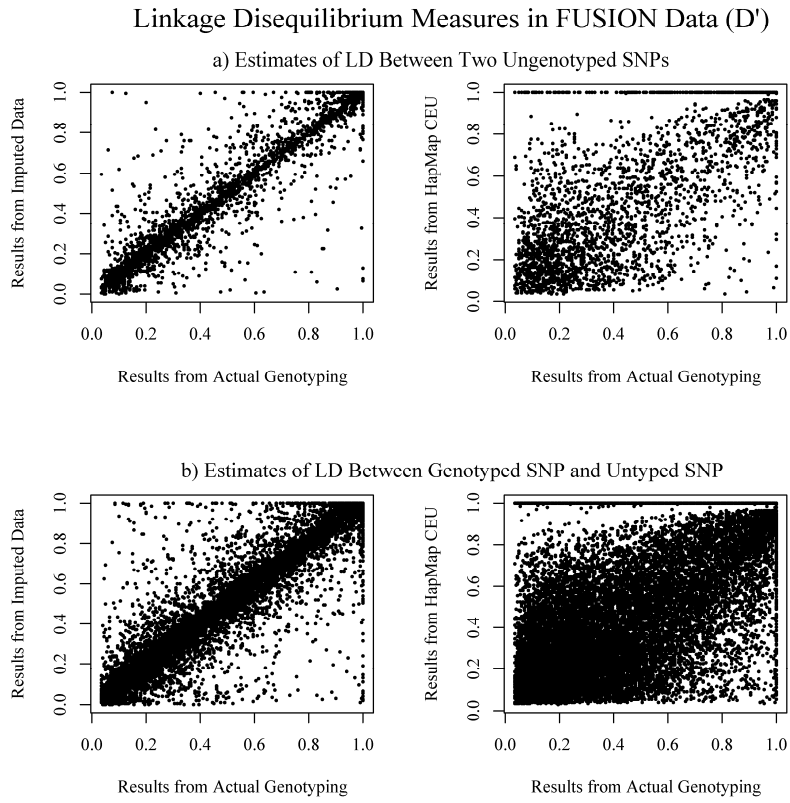 Linkage Disequilibrium Measures in FUSION Data (D')
a) Estimates of LD Between Two Ungenotyped SNPs
Results from Imputed Data
0.0 0.2 0.4 0.6 0.8 1.0
0.0 0.2 0.4 0.6 0.8 1.0
Results from Actual Genotyping
Results from HapMap CEU
0.0 0.2 0.4 0.6 0.8 1.0
0.0 0.2 0.4 0.6 0.8 1.0
Results from Actual Genotyping
b) Estimates of LD Between Genotyped SNP and Untyped SNP
Results from Imputed Data
0.0 0.2 0.4 0.6 0.8 1.0
0.0 0.2 0.4 0.6 0.8 1.0
Results from Actual Genotyping
Results from HapMap CEU
0.0 0.2 0.4 0.6 0.8 1.0
0.0 0.2 0.4 0.6 0.8 1.0
Results from Actual Genotyping